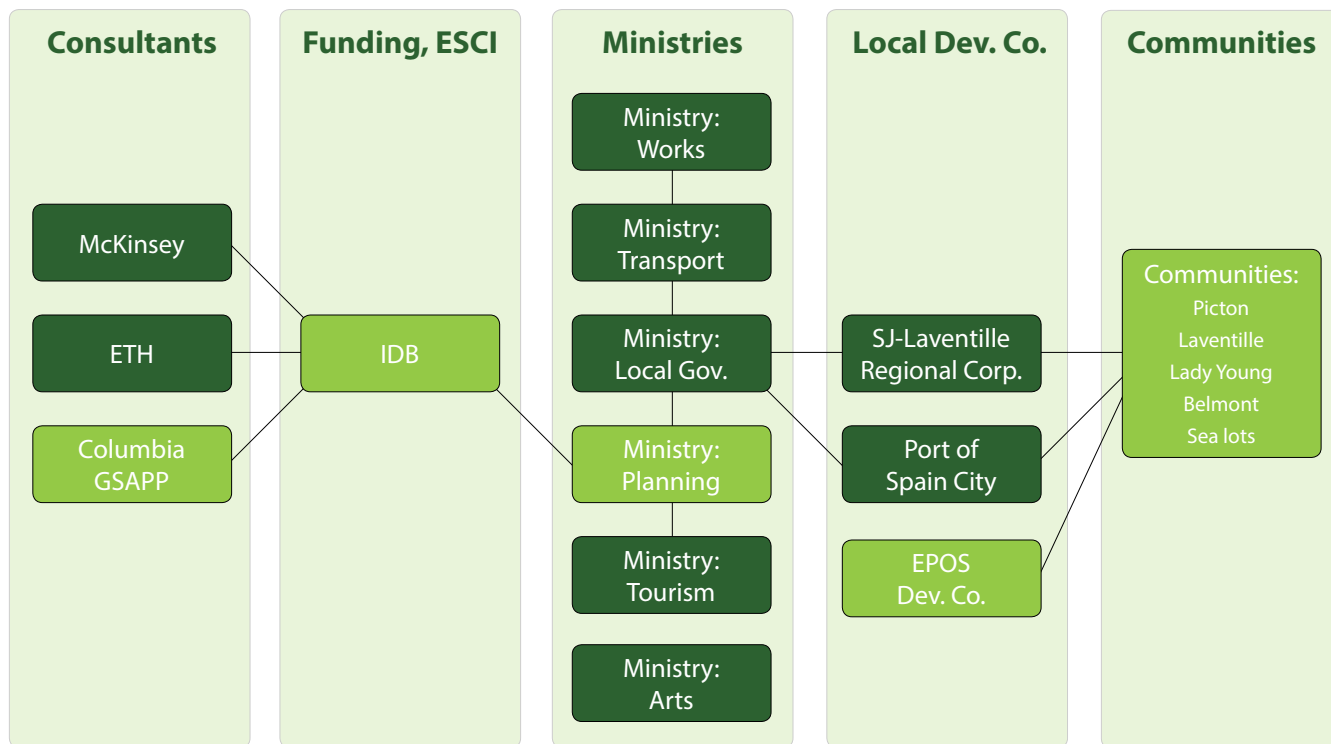 Consultants
Funding, ESCI
Ministries
Local Dev. Co.
Communities
McKinsey
ETH
Columbia
GSAPP
IDB
Ministry:
Works
Ministry:
Transport
Ministry:
Local Gov.
Ministry:
Planning
Ministry:
Tourism
Ministry:
Arts
SJ-Laventille
Regional Corp.
Port of
Spain City
EPOS
Dev. Co.
Communities:
Picton
Laventille
Lady Young
Belmont
Sea lots